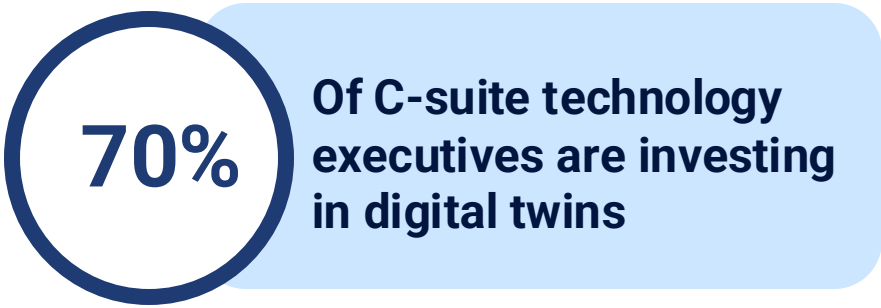 70%
Of C-suite technology
executives are investing
in digital twins